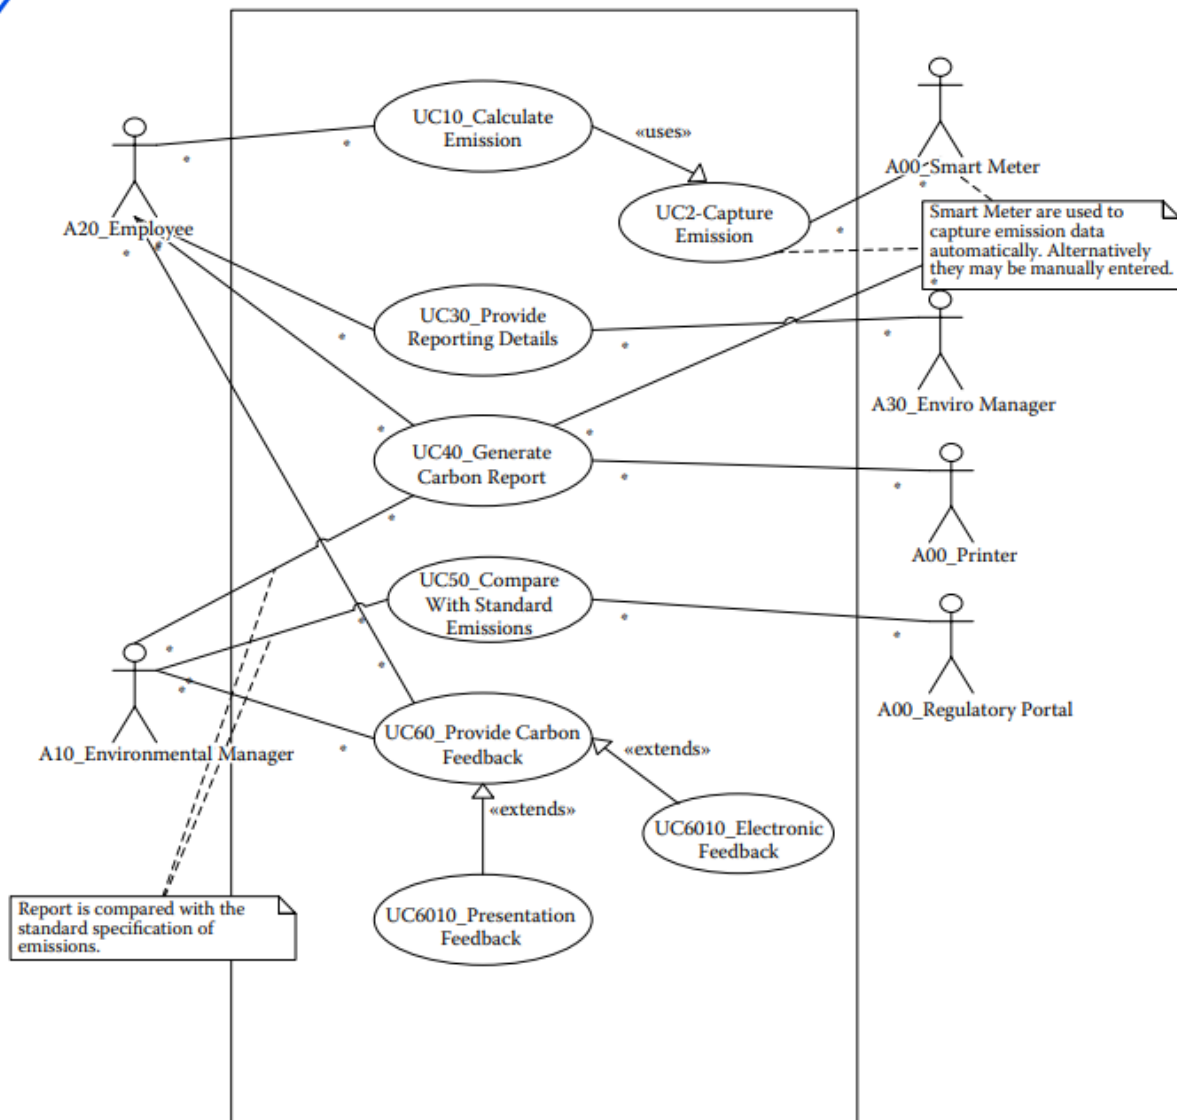 UC10_Calculate
Emission
«uses»
A00_Smart Meter
A20_Employee
UC2-Capture
Emission
Smart Meter are used to
capture emission data
automatically. Alternatively
they may be manually entered.
UC30_Provide
Reporting Details
A30_Enviro Manager
UC40_Generate
Carbon Report
A00_Printer
UC50_Compare
With Standard
Emissions
A00_Regulatory Portal
A10_Environmental Manager
UC60_Provide Carbon
Feedback
«extends»
«extends»
UC6010_Electronic
Feedback
UC6010_Presentation
Feedback
Report is compared with the
standard specification of
emissions.